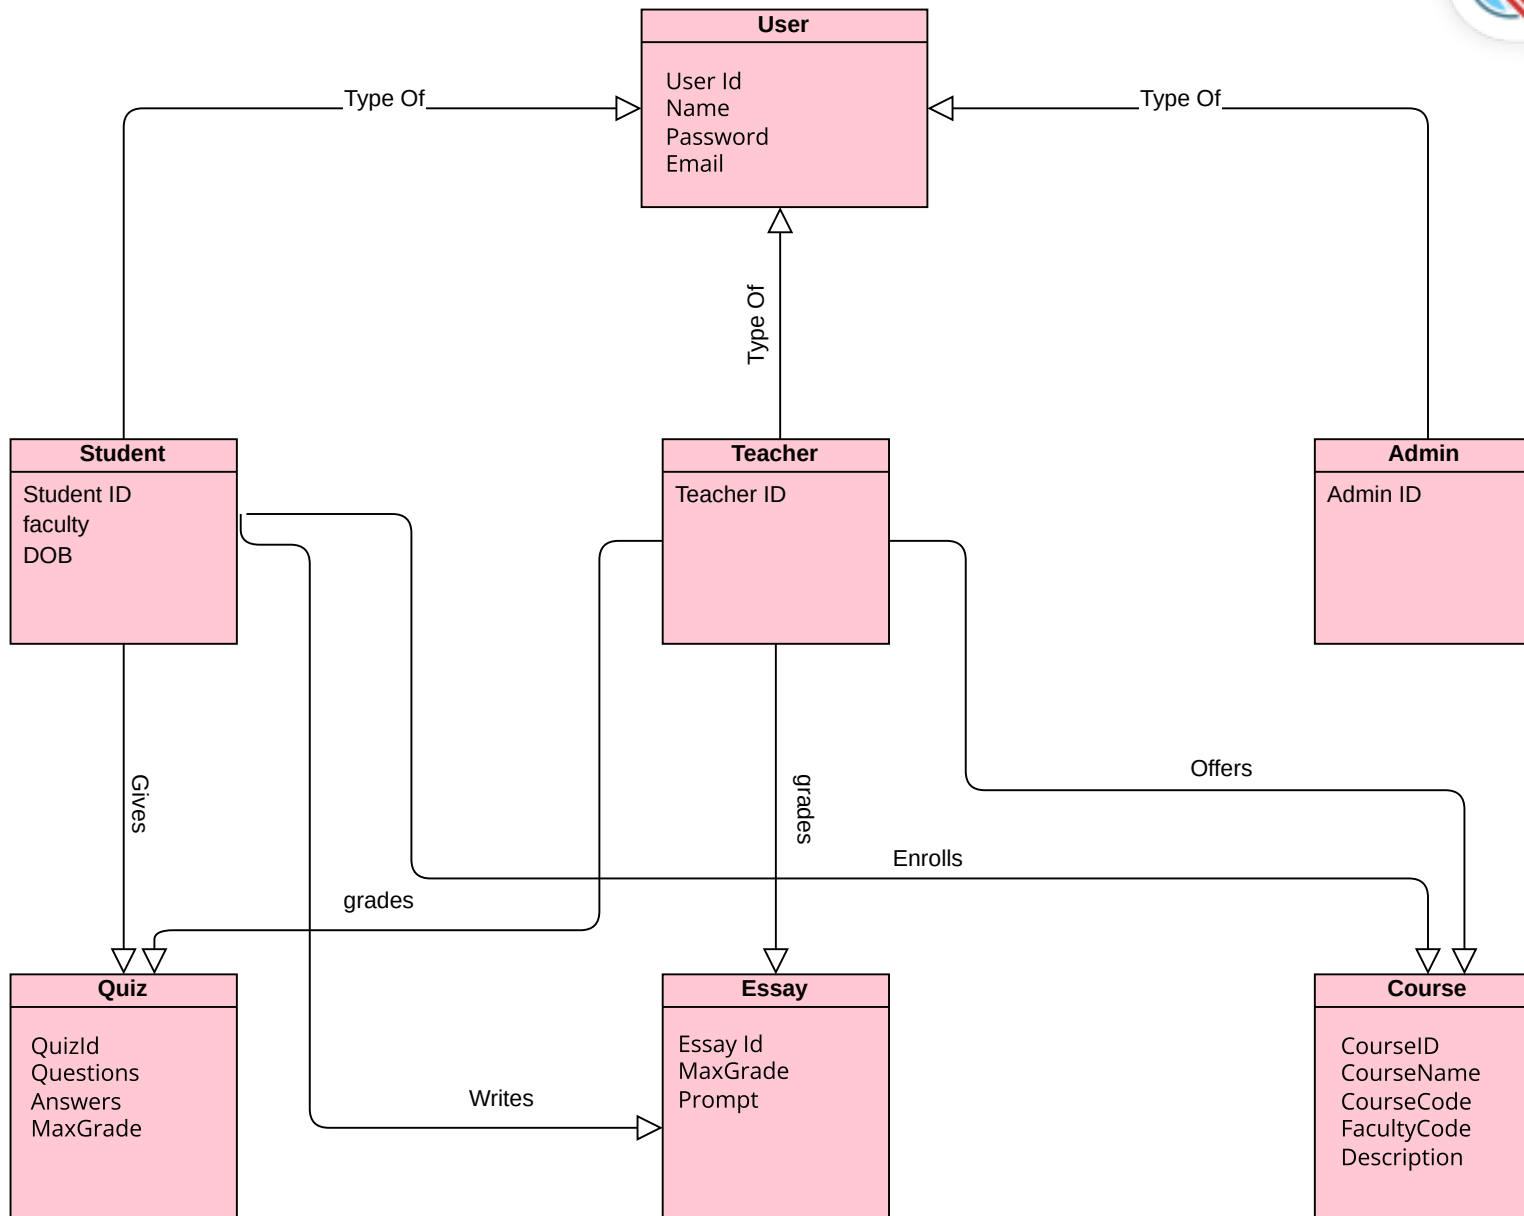 User
User Id
Name
Password
Email
Type Of
Type Of
Type Of
Student
Student ID
faculty
DOB
Teacher
Teacher ID
Admin
Admin ID
Gives
grades
Offers
Enrolls
grades
Writes
Quiz
QuizId
Questions
Answers
MaxGrade
Essay
Essay Id
MaxGrade
Prompt
Course
CourseID
CourseName
CourseCode
FacultyCode
Description